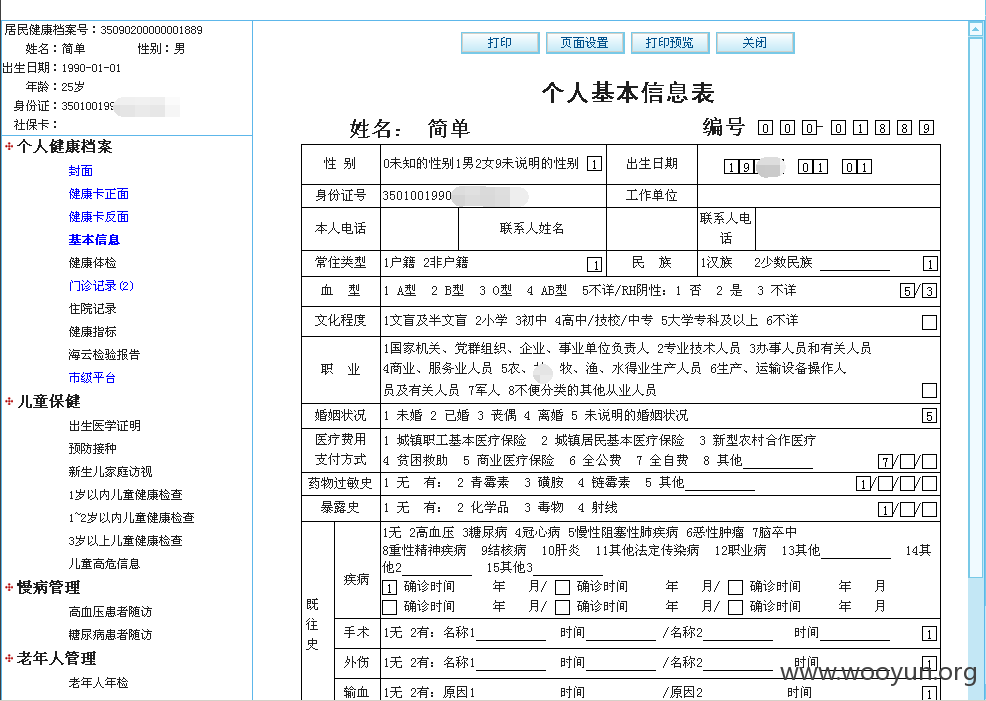 居民健康档案号：35090200000001889
姓名：简单 性别：男
出生日期：1990-01-01
年龄：25岁
身份证：350100199
社保卡：
个人健康档案
封面
健康卡正面
健康卡反面
基本信息
健康体检
门诊记录(2)
住院记录
健康指标
海云检验报告
市级平台
儿童保健
出生医学证明
预防接种
新生儿家庭访视
1岁以内儿童健康检查
1~2岁以内儿童健康检查
3岁以上儿童健康检查
儿童高危信息
慢病管理
高血压患者随访
糖尿病患者随访
老年人管理
老年人年检
打印 页面设置 打印预览 关闭
个人基本信息表
姓名： 简单 编号 0 0 0- 0 1 8 8 9
性 别 0未知的性别1男2女9未说明的性别 1 出生日期 1 9 0 1 0 1
身份证号 3501001990 工作单位
本人电话 联系人姓名 联系人电话
常住类型 1户籍 2非户籍 1 民 族 1汉族 2少数民族 1
血 型 1 A型 2 B型 3 O型 4 AB型 5不详/RH阴性：1 否 2 是 3 不详 5/3
文化程度 1文盲及半文盲 2小学 3初中 4高中/技校/中专 5大学专科及以上 6不详
职 业 1国家机关、党群组织、企业、事业单位负责人 2专业技术人员 3办事人员和有关人员
4商业、服务业人员 5农、 牧、渔、水得业生产人员 6生产、运输设备操作人
员及有关人员 7军人 8不便分类的其他从业人员
婚姻状况 1 未婚 2 已婚 3 丧偶 4 离婚 5 未说明的婚姻状况 5
医疗费用支付方式 1 城镇职工基本医疗保险 2 城镇居民基本医疗保险 3 新型农村合作医疗
4 贫困救助 5 商业医疗保险 6 全公费 7 全自费 8 其他 7/ /
药物过敏史 1 无 有： 2 青霉素 3 磺胺 4 链霉素 5 其他 1/ / /
暴露史 1 无 有： 2 化学品 3 毒物 4 射线 1/ /
既往史 疾病 1无 2高血压 3糖尿病 4冠心病 5慢性阻塞性肺疾病 6恶性肿瘤 7脑卒中
8重性精神疾病 9结核病 10肝炎 11其他法定传染病 12职业病 13其他 14其
他2 15其他3
1 确诊时间 年 月/ 确诊时间 年 月/ 确诊时间 年 月
确诊时间 年 月/ 确诊时间 年 月/ 确诊时间 年 月
手术 1无 2有：名称1 时间 /名称2 时间 1
外伤 1无 2有：名称1 时间 /名称2 时间 1
输血 1无 2有：原因1 时间 /原因2 时间 1
www.wooyun.org